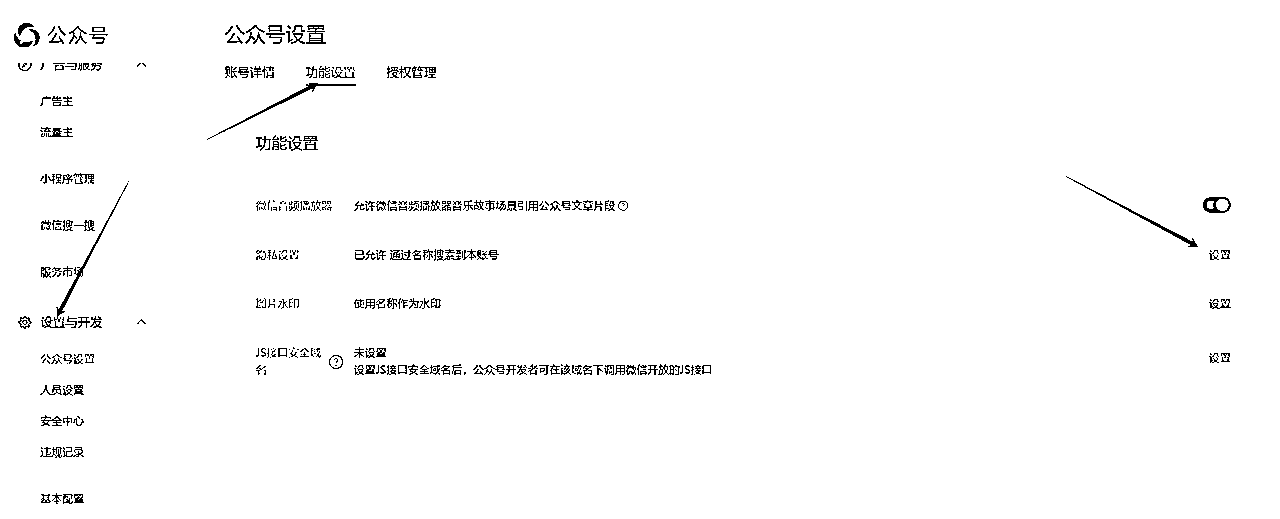 公众号
广告与服务
广告主
流量主
小程序管理
微信搜一搜
服务市场
设置与开发
公众号设置
人员设置
安全中心
违规记录
基本配置
公众号设置
账号详情 功能设置 授权管理
功能设置
微信音频播放器 允许微信音频播放器音乐故事场景引用公众号文章片段
隐私设置 已允许 通过名称搜索到本账号 设置
图片水印 使用名称作为水印 设置
JS接口安全域名 未设置 设置
设置JS接口安全域名后，公众号开发者可在该域名下调用微信开放的JS接口